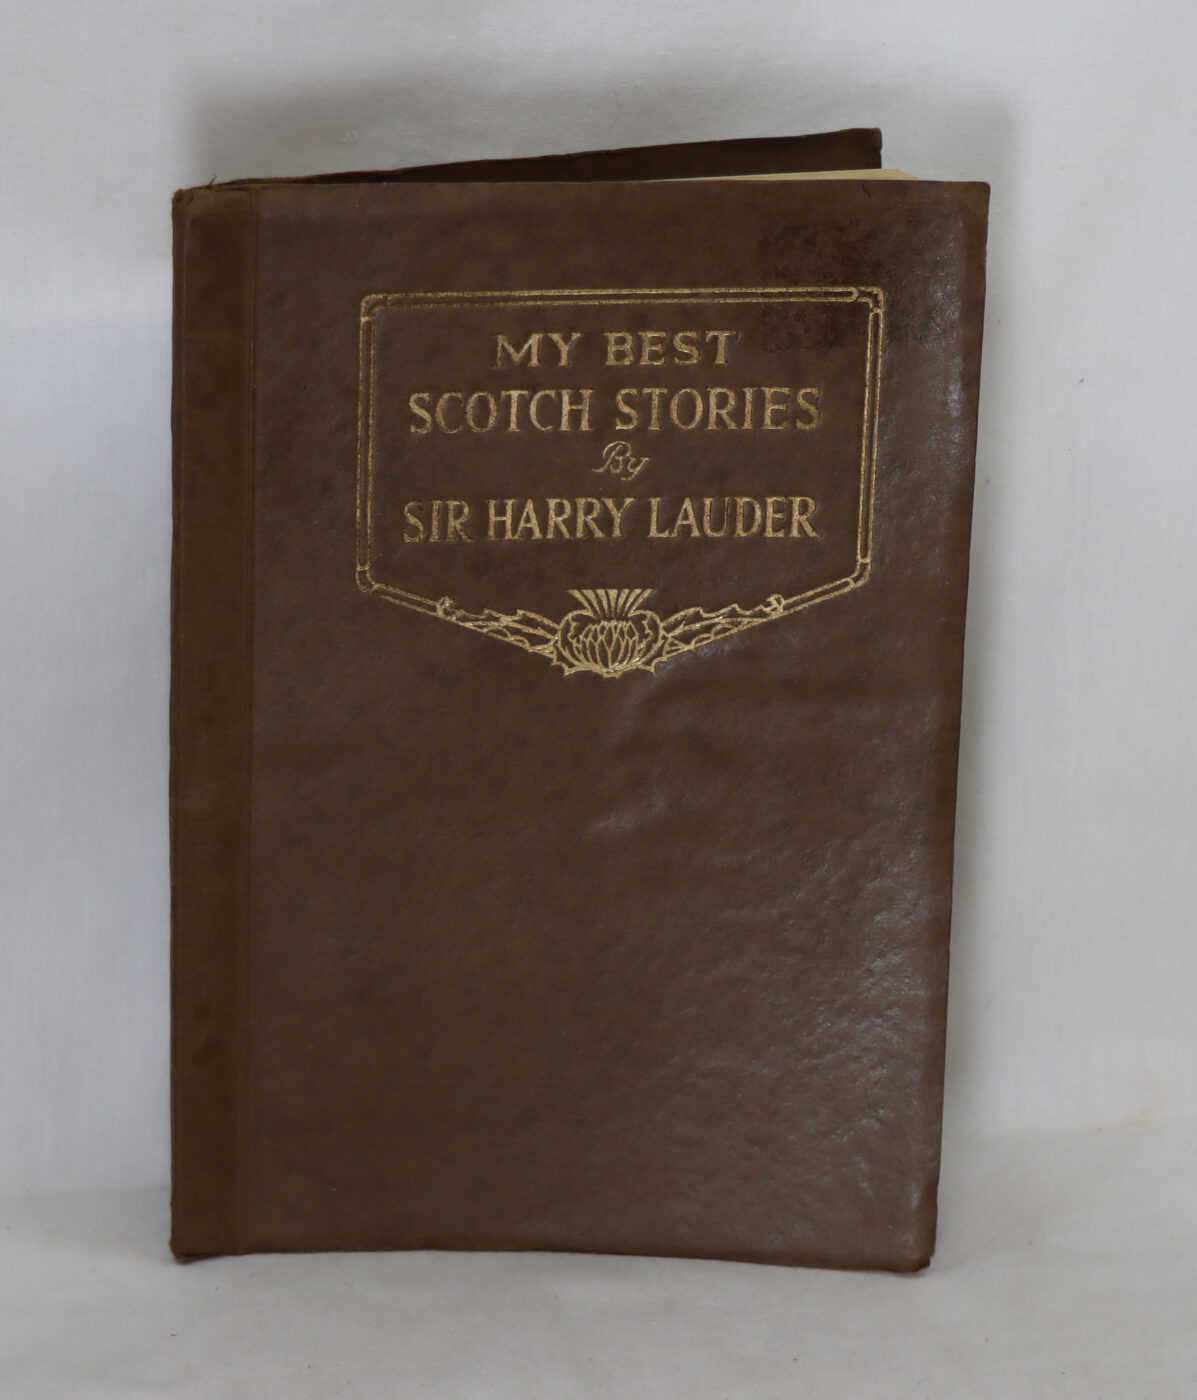 MY BEST
SCOTCH STORIES
By
SIR HARRY LAUDER